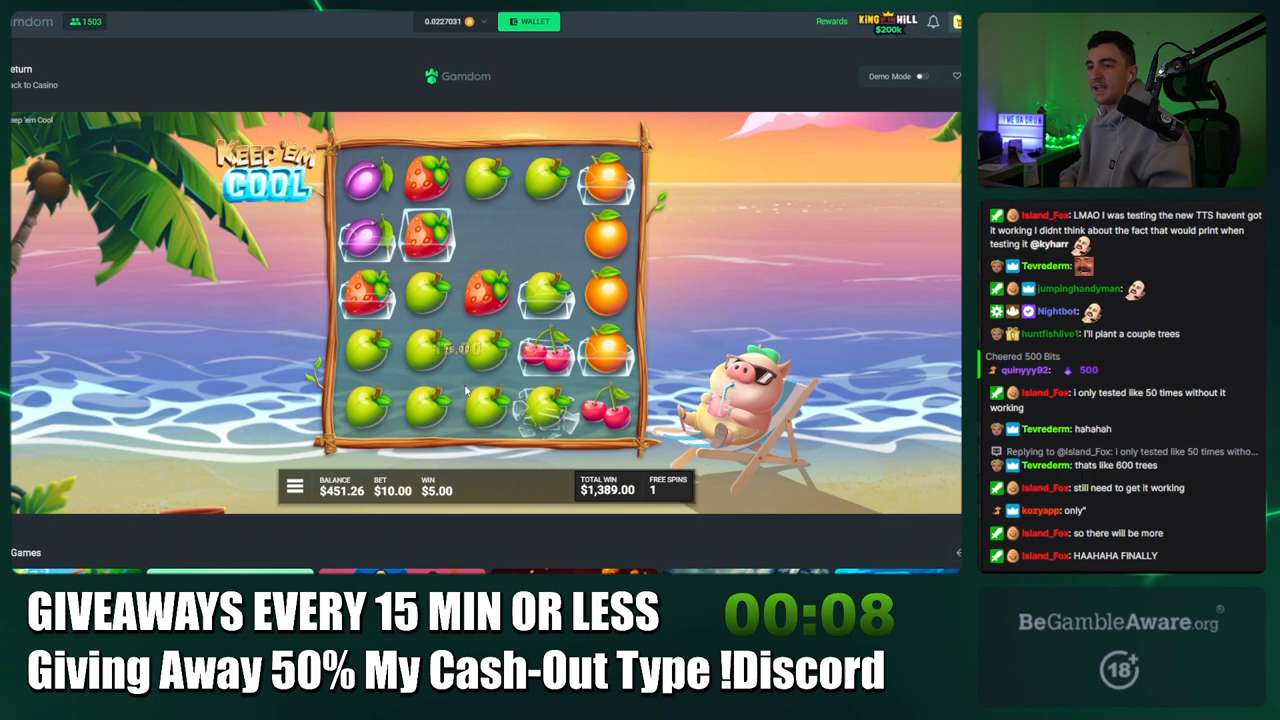 mdom
1503
0.0227031
WALLET
Rewards
KING OF THE HILL
$200k
eturn
ack to Casino
Gamdom
Demo Mode
eep 'em Cool
KEEP 'EM
COOL
BALANCE
$451.26
BET
$10.00
WIN
$5.00
TOTAL WIN
$1,389.00
FREE SPINS
1
Games
GIVEAWAYS EVERY 15 MIN OR LESS
00:08
Giving Away 50% My Cash-Out Type !Discord
Island_Fox: LMAO I was testing the new TTS havent got
it working I didnt think about the fact that would print when
testing it @kyharr
Tevrederm:
jumpinghandyman:
Nightbot:
huntfishlive1: I'll plant a couple trees
Cheered 500 Bits
quinyyy92: 500
Island_Fox: i only tested like 50 times without it
working
Tevrederm: hahahah
Replying to @Island_Fox: i only tested like 50 times witho...
Tevrederm: thats like 600 trees
Island_Fox: still need to get it working
kozyapp: only"
Island_Fox: so there will be more
Island_Fox: HAAHAHA FINALLY
BeGambleAware.org®
18+